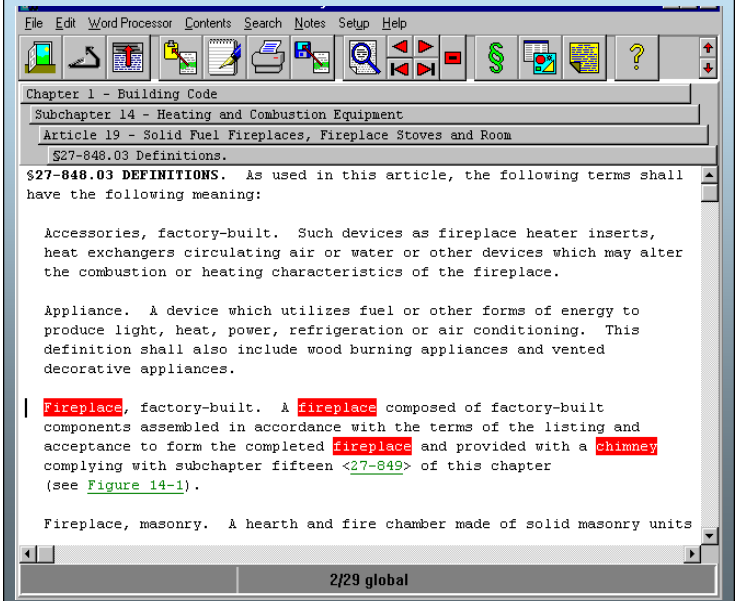 File Edit Word Processor Contents Search Notes Setup Help
§ ?
Chapter 1 - Building Code
Subchapter 14 - Heating and Combustion Equipment
Article 19 - Solid Fuel Fireplaces, Fireplace Stoves and Room
§27-848.03 Definitions.
§27-848.03 DEFINITIONS. As used in this article, the following terms shall
have the following meaning:
Accessories, factory-built. Such devices as fireplace heater inserts,
heat exchangers circulating air or water or other devices which may alter
the combustion or heating characteristics of the fireplace.
Appliance. A device which utilizes fuel or other forms of energy to
produce light, heat, power, refrigeration or air conditioning. This
definition shall also include wood burning appliances and vented
decorative appliances.
Fireplace, factory-built. A fireplace composed of factory-built
components assembled in accordance with the terms of the listing and
acceptance to form the completed fireplace and provided with a chimney
complying with subchapter fifteen <27-849> of this chapter
(see Figure 14-1).
Fireplace, masonry. A hearth and fire chamber made of solid masonry units
2/29 global